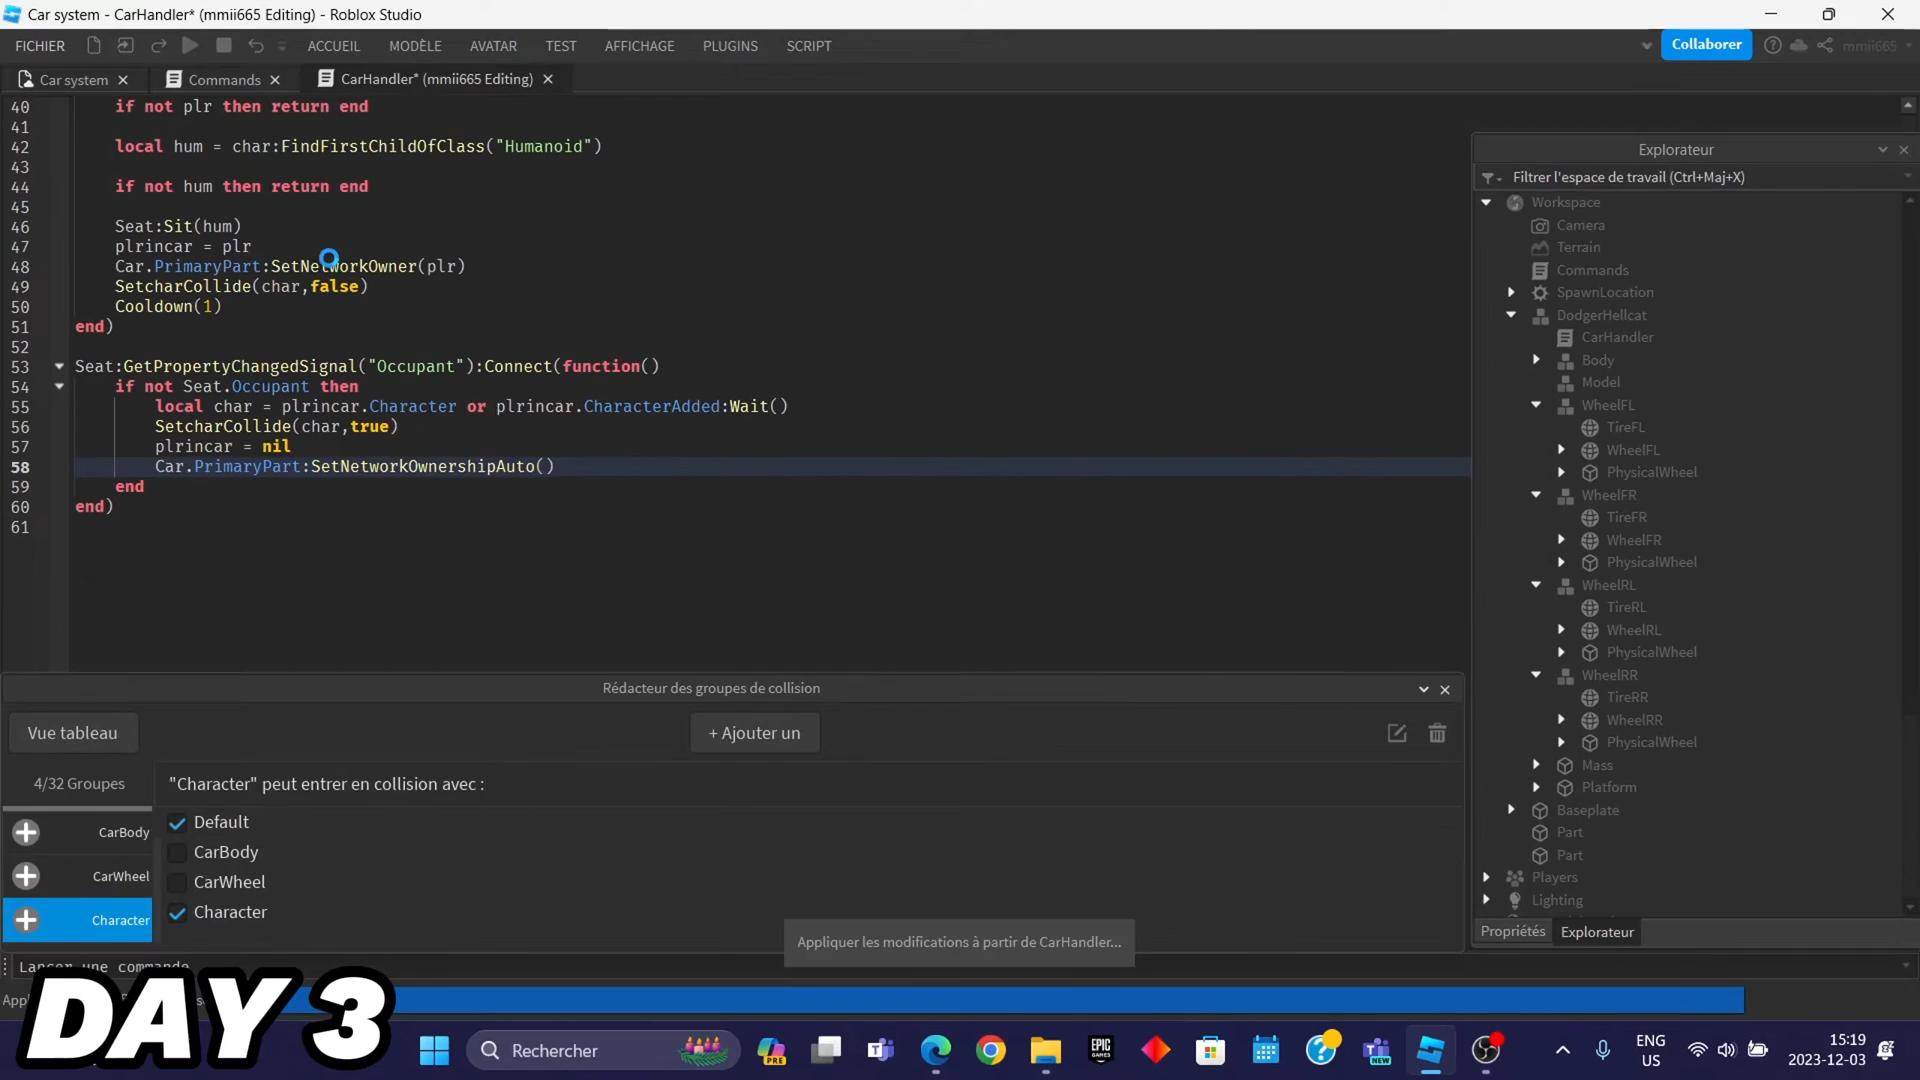 Car system - CarHandler* (mmii665 Editing) - Roblox Studio
FICHIER ACCUEIL MODÈLE AVATAR TEST AFFICHAGE PLUGINS SCRIPT Collaborer mmii665
Car system Commands CarHandler* (mmii665 Editing)
40 if not plr then return end
41
42 local hum = char:FindFirstChildOfClass("Humanoid")
43
44 if not hum then return end
45
46 Seat:Sit(hum)
47 plrincar = plr
48 Car.PrimaryPart:SetNetworkOwner(plr)
49 SetcharCollide(char,false)
50 Cooldown(1)
51 end)
52
53 Seat:GetPropertyChangedSignal("Occupant"):Connect(function()
54 if not Seat.Occupant then
55 local char = plrincar.Character or plrincar.CharacterAdded:Wait()
56 SetcharCollide(char,true)
57 plrincar = nil
58 Car.PrimaryPart:SetNetworkOwnershipAuto()
59 end
60 end)
61
Explorateur
Filtrer l'espace de travail (Ctrl+Maj+X)
Workspace
Camera
Terrain
Commands
SpawnLocation
DodgerHellcat
CarHandler
Body
Model
WheelFL
TireFL
WheelFL
PhysicalWheel
WheelFR
TireFR
WheelFR
PhysicalWheel
WheelRL
TireRL
WheelRL
PhysicalWheel
WheelRR
TireRR
WheelRR
PhysicalWheel
Mass
Platform
Baseplate
Part
Part
Players
Lighting
Propriétés Explorateur
Rédacteur des groupes de collision
Vue tableau + Ajouter un
4/32 Groupes "Character" peut entrer en collision avec :
CarBody
CarWheel
Character
Default
CarBody
CarWheel
Character
Appliquer les modifications à partir de CarHandler...
Lancer une commande
DAY 3
Rechercher
PRE
EPIC GAMES
NEW
ENG
US
15:19
2023-12-03